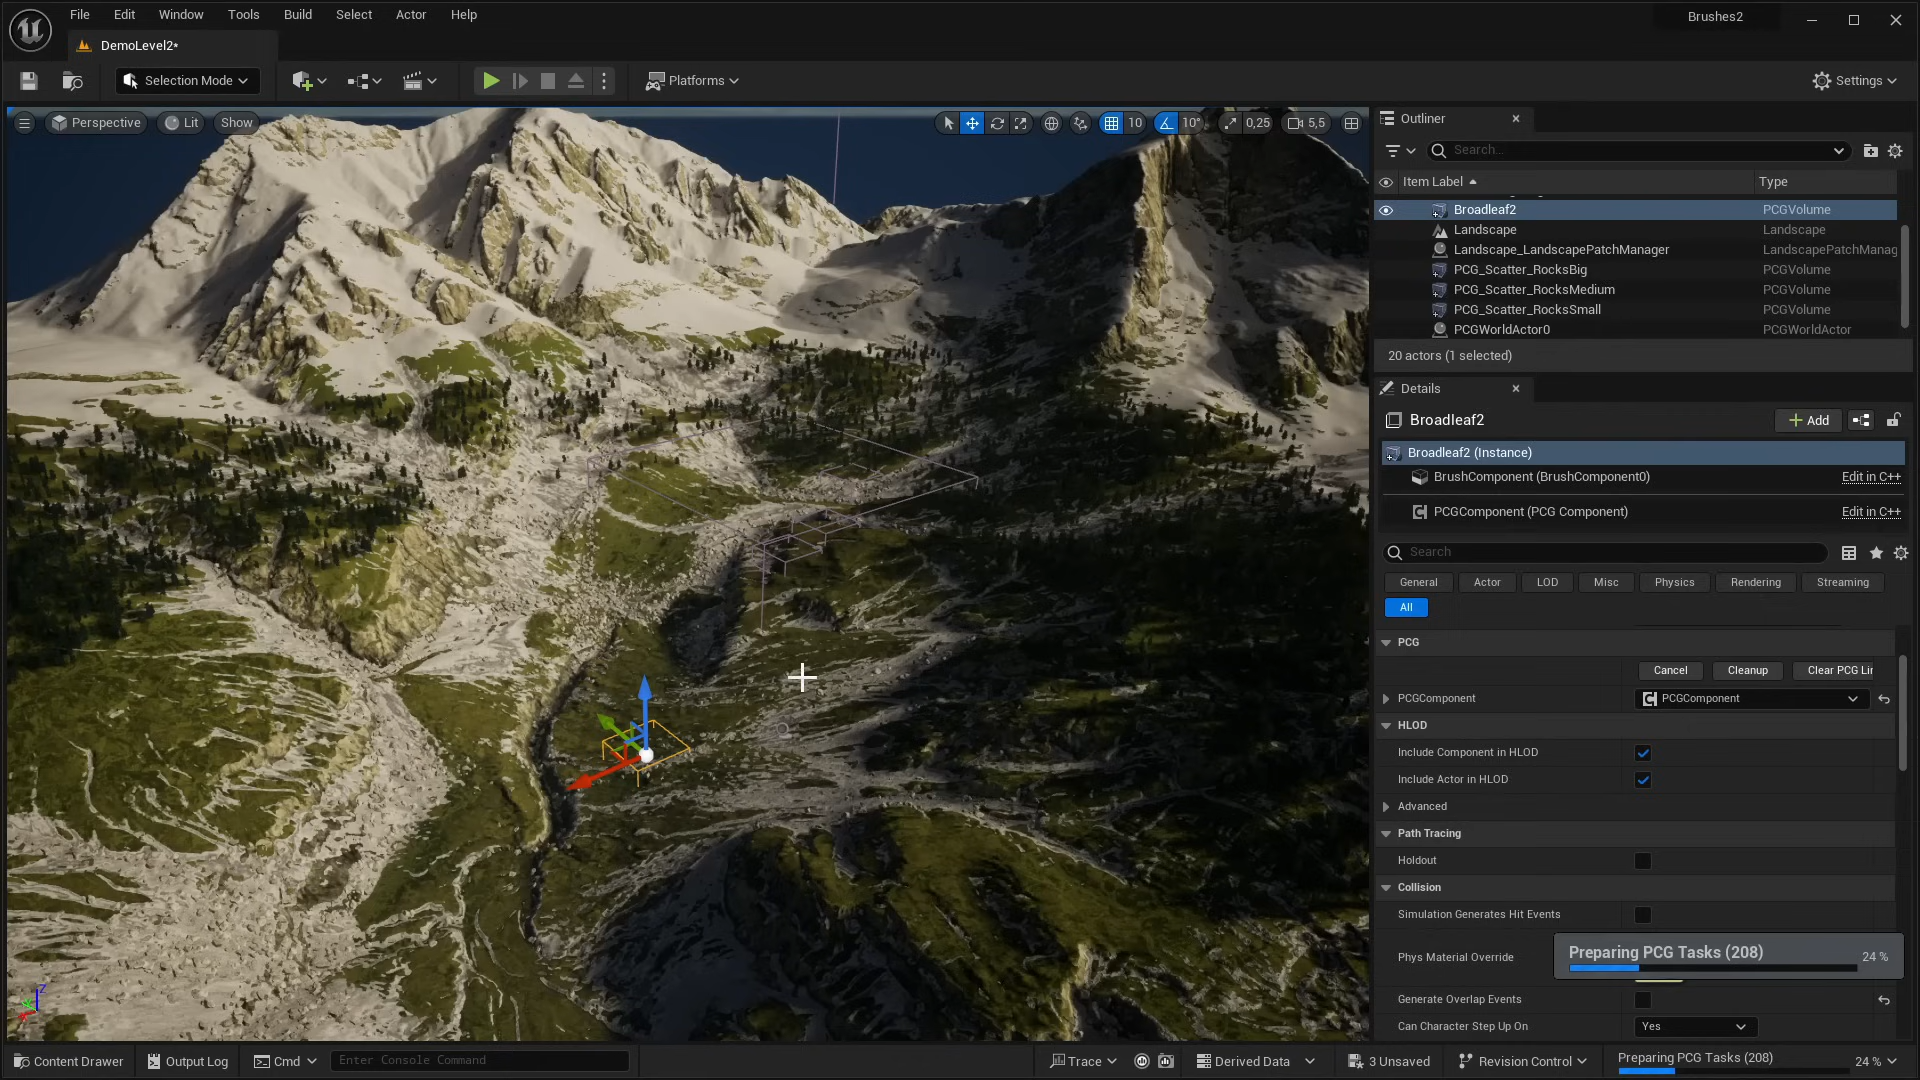 File Edit Window Tools Build Select Actor Help
Brushes2
DemoLevel2*
Selection Mode
Platforms
Settings
Perspective
Lit
Show
10
10°
0,25
5,5
Outliner
Search...
Item Label
Type
Broadleaf2 PCGVolume
Landscape Landscape
Landscape_LandscapePatchManager LandscapePatchManag
PCG_Scatter_RocksBig PCGVolume
PCG_Scatter_RocksMedium PCGVolume
PCG_Scatter_RocksSmall PCGVolume
PCGWorldActor0 PCGWorldActor
20 actors (1 selected)
Details
Broadleaf2
Add
Broadleaf2 (Instance)
BrushComponent (BrushComponent0) Edit in C++
PCGComponent (PCG Component) Edit in C++
Search
General Actor LOD Misc Physics Rendering Streaming
All
PCG
Cancel Cleanup Clear PCG Lin
PCGComponent PCGComponent
HLOD
Include Component in HLOD
Include Actor in HLOD
Advanced
Path Tracing
Holdout
Collision
Simulation Generates Hit Events
Phys Material Override
Preparing PCG Tasks (208) 24 %
Generate Overlap Events
Can Character Step Up On Yes
Z
Content Drawer
Output Log
Cmd
Enter Console Command
Trace
Derived Data
3 Unsaved
Revision Control
Preparing PCG Tasks (208) 24 %